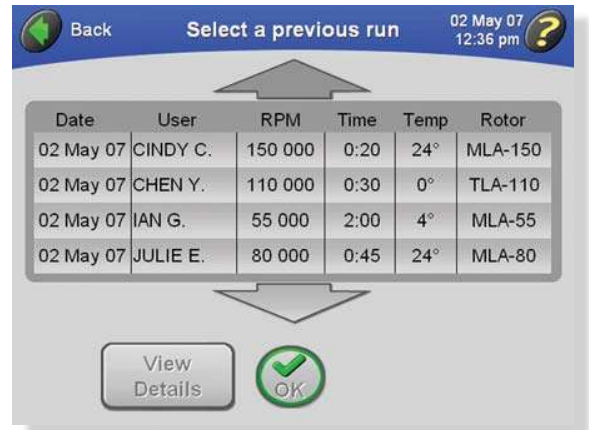 Back Select a previous run 02 May 07
12:36 pm ?
Date User RPM Time Temp Rotor
02 May 07 CINDY C. 150 000 0:20 24° MLA-150
02 May 07 CHEN Y. 110 000 0:30 0° TLA-110
02 May 07 IAN G. 55 000 2:00 4° MLA-55
02 May 07 JULIE E. 80 000 0:45 24° MLA-80
View
Details
OK